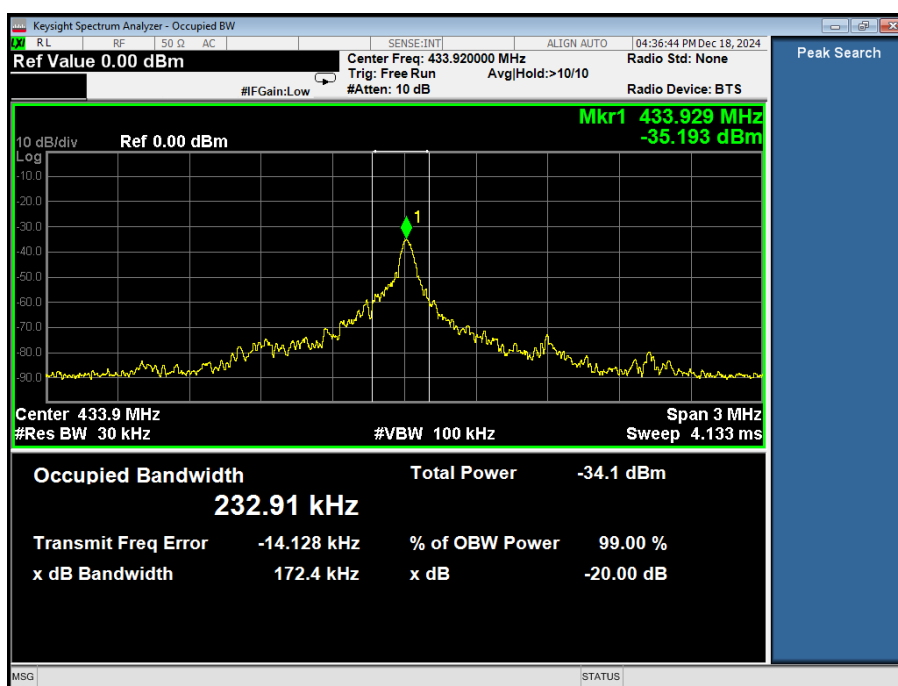 Keysight Spectrum Analyzer - Occupied BW
LXI RL RF 50 Ω AC SENSE:INT ALIGN AUTO 04:36:44 PM Dec 18, 2024
Ref Value 0.00 dBm Center Freq: 433.920000 MHz Radio Std: None
Trig: Free Run Avg|Hold:>10/10
#IFGain:Low #Atten: 10 dB Radio Device: BTS
Peak Search
Mkr1 433.929 MHz
-35.193 dBm
10 dB/div Ref 0.00 dBm
Log
-10.0
-20.0
1
-30.0
-40.0
-50.0
-60.0
-70.0
-80.0
-90.0
Center 433.9 MHz Span 3 MHz
#Res BW 30 kHz #VBW 100 kHz Sweep 4.133 ms
Occupied Bandwidth Total Power -34.1 dBm
232.91 kHz
Transmit Freq Error -14.128 kHz % of OBW Power 99.00 %
x dB Bandwidth 172.4 kHz x dB -20.00 dB
MSG STATUS